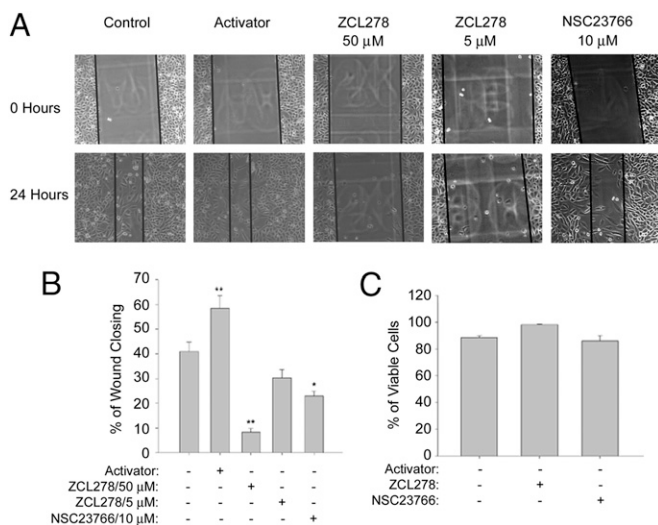 A
Control Activator ZCL278 ZCL278 NSC23766
50 μM 5 μM 10 μM
0 Hours
24 Hours
B
70
60
50
40
30
20
10
0
% of Wound Closing
** ** *
Activator: - + - - -
ZCL278/50 μM: - - + - -
ZCL278/5 μM: - - - + -
NSC23766/10 μM: - - - - +
C
120
100
80
60
40
20
0
% of Viable Cells
Activator: - - -
ZCL278: - + -
NSC23766: - - +